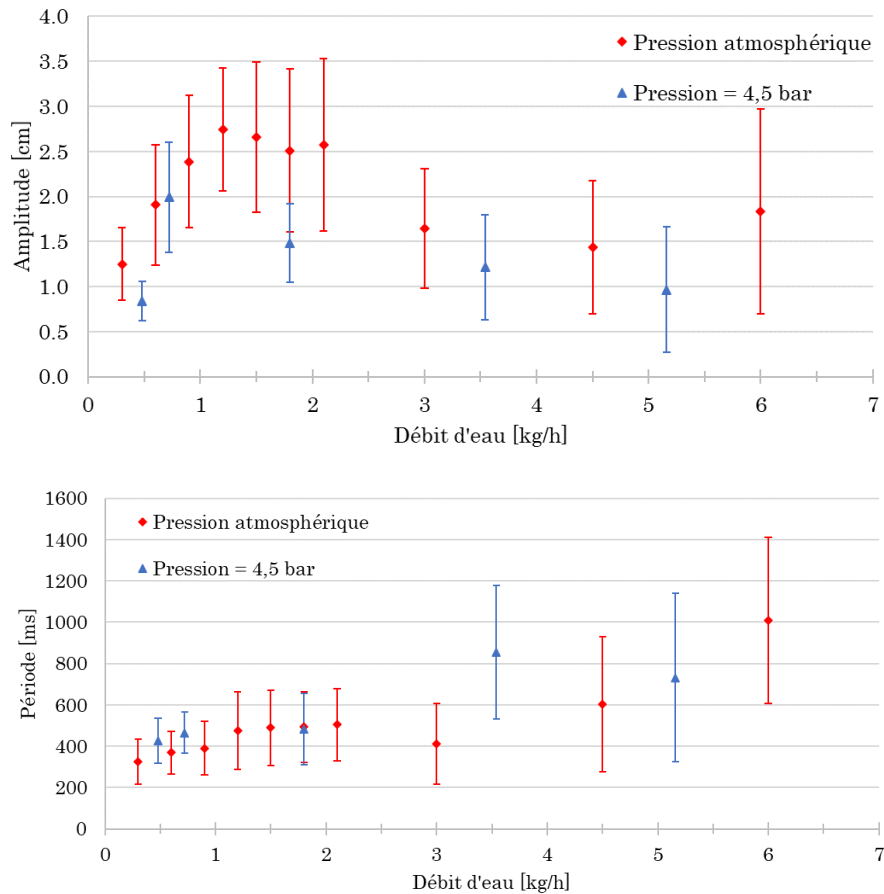 4.0
3.5
3.0
2.5
2.0
1.5
1.0
0.5
0.0
Amplitude [cm]
Pression atmosphérique
Pression = 4,5 bar
0 1 2 3 4 5 6 7
Débit d'eau [kg/h]
1600
1400
1200
1000
800
600
400
200
0
Période [ms]
Pression atmosphérique
Pression = 4,5 bar
0 1 2 3 4 5 6 7
Débit d'eau [kg/h]